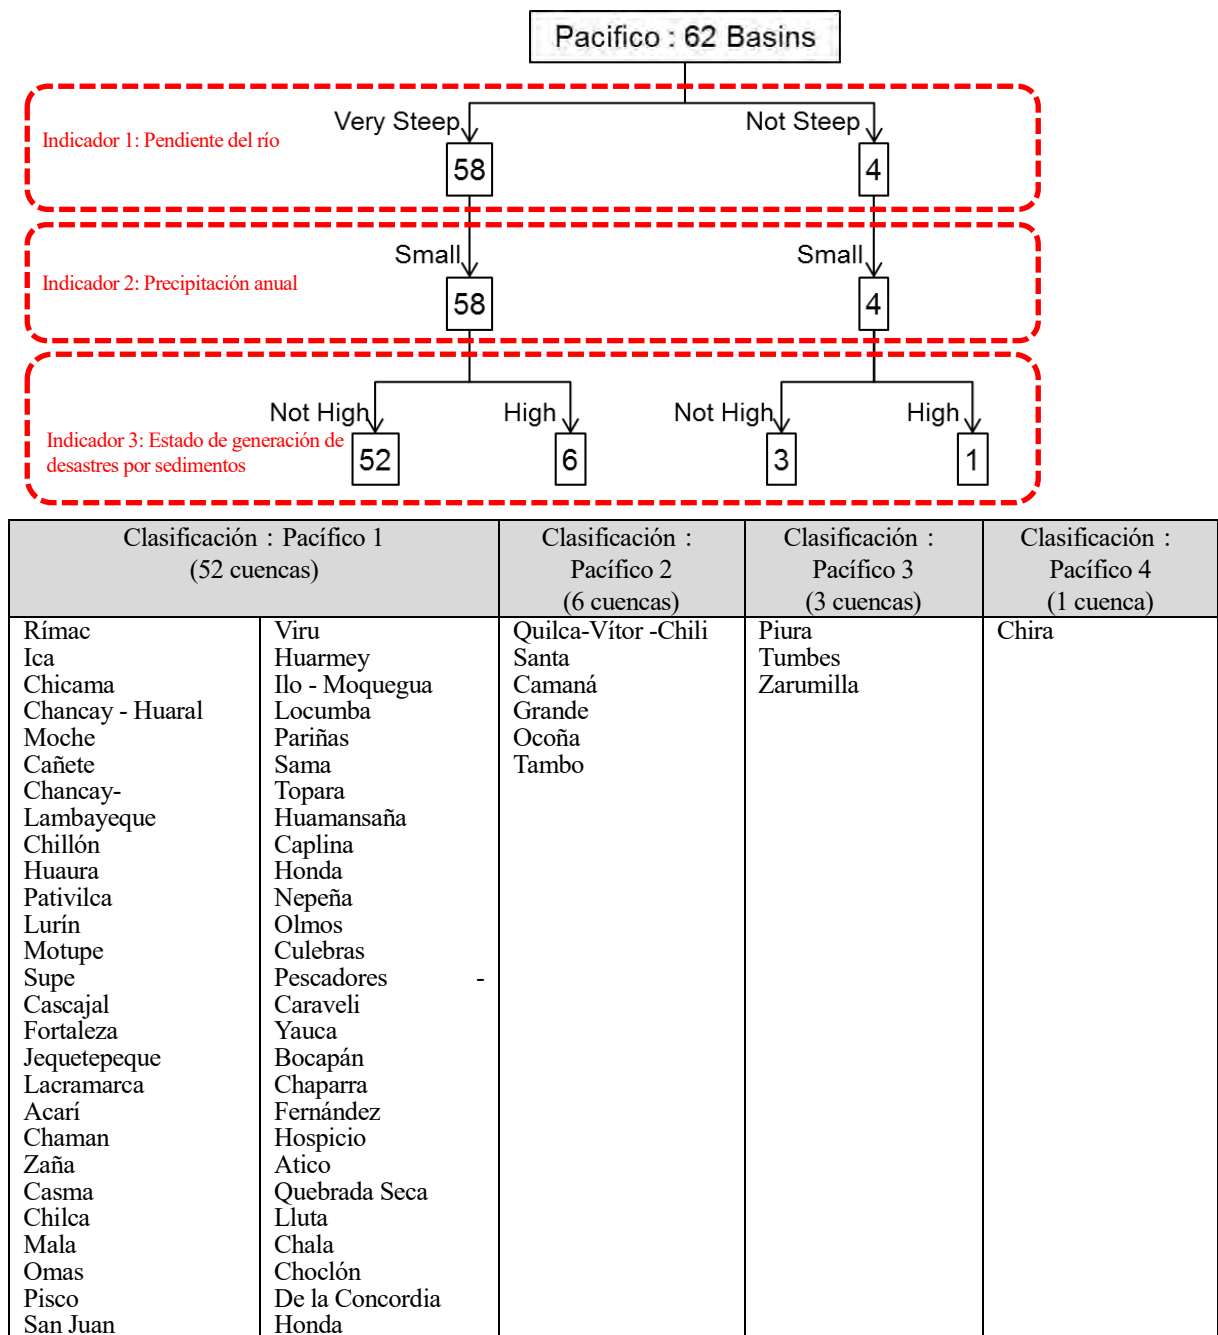 Pacifico : 62 Basins
Indicador 1: Pendiente del río
Very Steep
Not Steep
58
4
Indicador 2: Precipitación anual
Small
Small
58
4
Indicador 3: Estado de generación de
desastres por sedimentos
Not High
High
Not High
High
52
6
3
1
Clasificación : Pacífico 1
(52 cuencas)
Clasificación :
Pacífico 2
(6 cuencas)
Clasificación :
Pacífico 3
(3 cuencas)
Clasificación :
Pacífico 4
(1 cuenca)
Rímac
Ica
Chicama
Chancay - Huaral
Moche
Cañete
Chancay-
Lambayeque
Chillón
Huaura
Pativilca
Lurín
Motupe
Supe
Cascajal
Fortaleza
Jequetepeque
Lacramarca
Acarí
Chaman
Zaña
Casma
Chilca
Mala
Omas
Pisco
San Juan
Viru
Huarmey
Ilo - Moquegua
Locumba
Pariñas
Sama
Topara
Huamansaña
Caplina
Honda
Nepeña
Olmos
Culebras
Pescadores -
Caraveli
Yauca
Bocapán
Chaparra
Fernández
Hospicio
Atico
Quebrada Seca
Lluta
Chala
Choclón
De la Concordia
Honda
Quilca-Vítor -Chili
Santa
Camaná
Grande
Ocoña
Tambo
Piura
Tumbes
Zarumilla
Chira